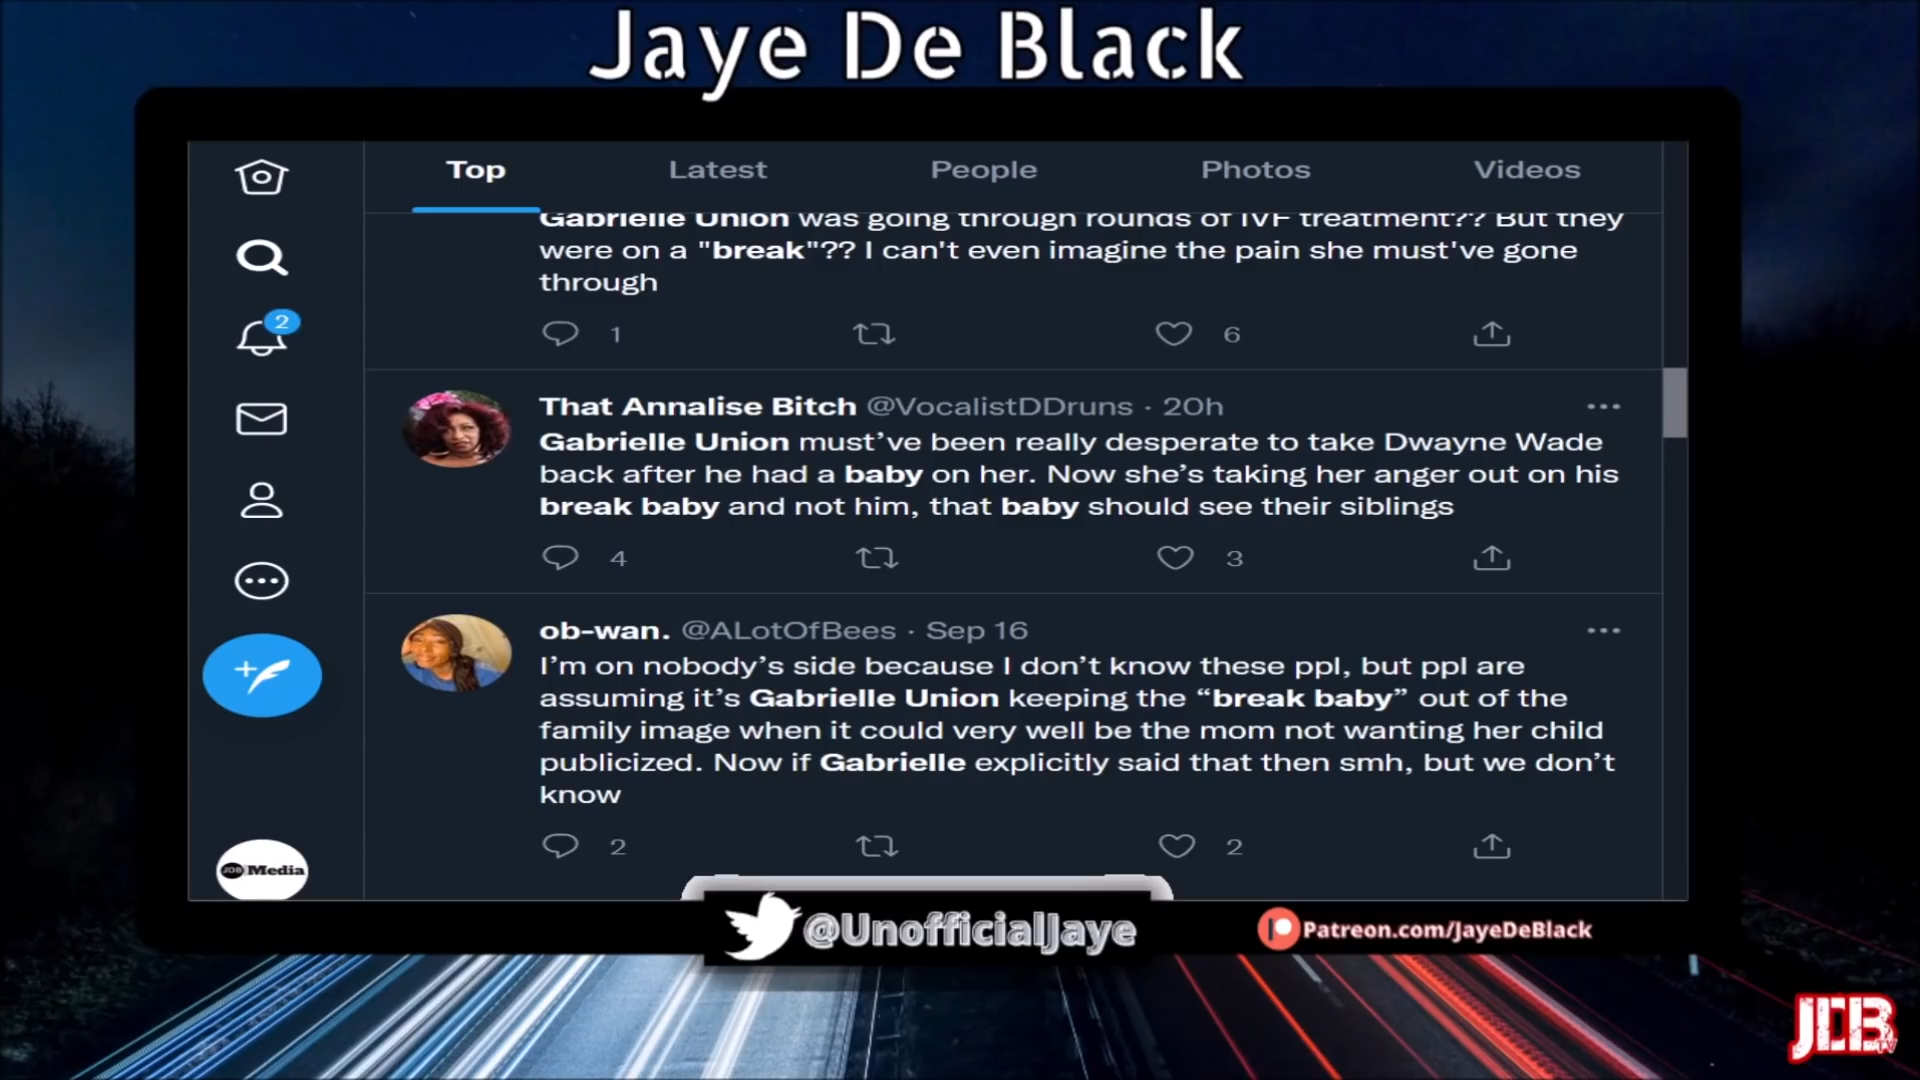 Jaye De Black
Top Latest People Photos Videos
Gabrielle Union was going through rounds of IVF treatment?? But they
were on a "break"?? I can't even imagine the pain she must've gone
through
1 6
2
That Annalise Bitch @VocalistDDruns · 20h
Gabrielle Union must’ve been really desperate to take Dwayne Wade
back after he had a baby on her. Now she’s taking her anger out on his
break baby and not him, that baby should see their siblings
4 3
ob-wan. @ALotOfBees · Sep 16
I’m on nobody’s side because I don’t know these ppl, but ppl are
assuming it’s Gabrielle Union keeping the “break baby” out of the
family image when it could very well be the mom not wanting her child
publicized. Now if Gabrielle explicitly said that then smh, but we don’t
know
2 2
JDB Media
@UnofficialJaye
Patreon.com/JayeDeBlack
JDB TV